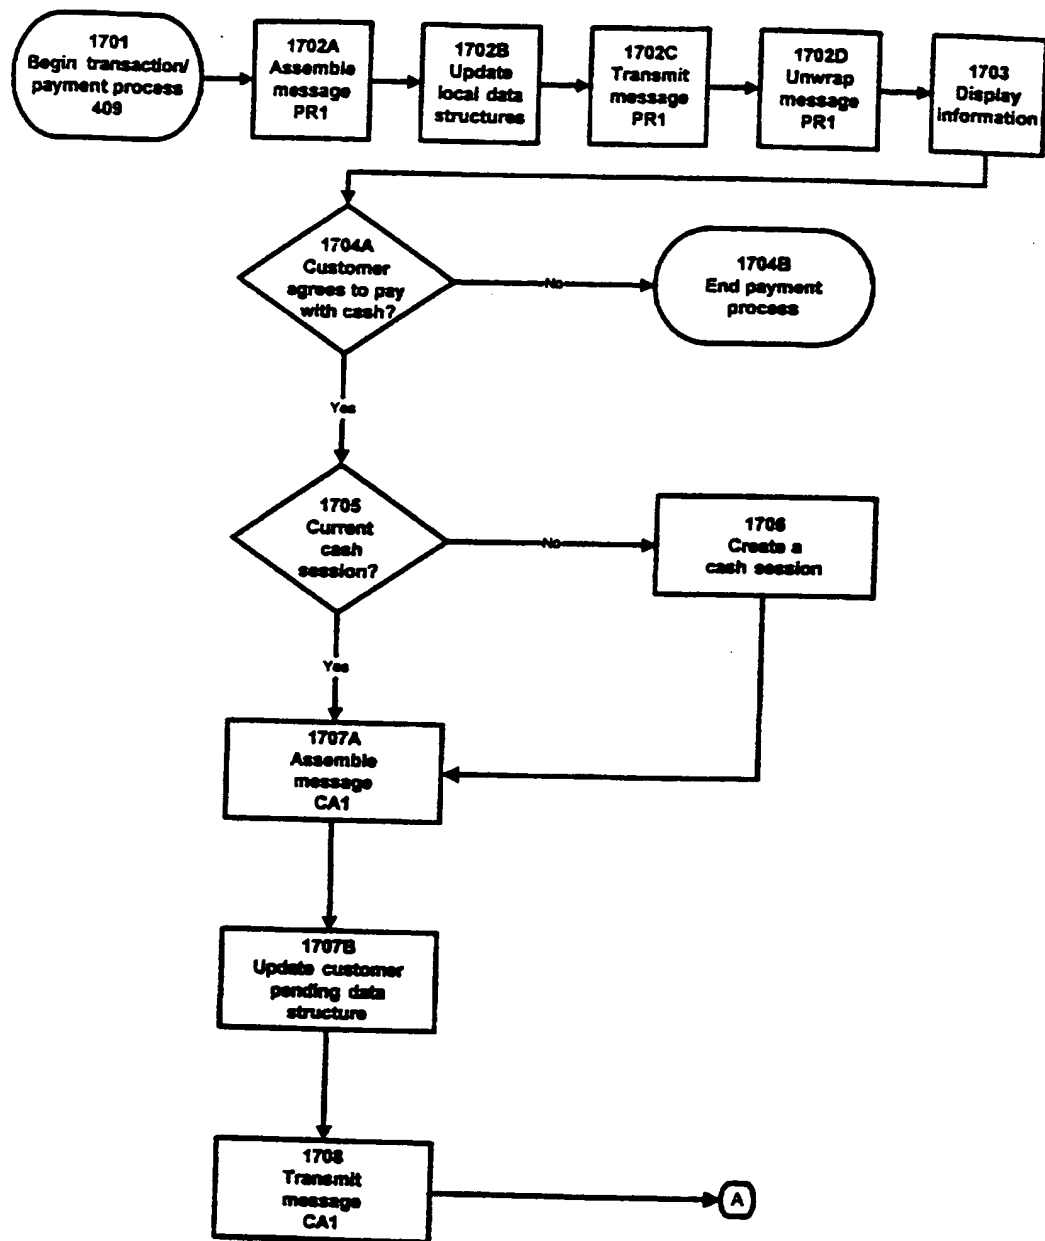 1701
Begin transaction/
payment process
409
1702A
Assemble
message
PR1
1702B
Update
local data
structures
1702C
Transmit
message
PR1
1702D
Unwrap
message
PR1
1703
Display
information
1704A
Customer
agrees to pay
with cash?
No
1704B
End payment
process
Yes
1705
Current
cash
session?
No
1706
Create a
cash session
Yes
1707A
Assemble
message
CA1
1707B
Update customer
pending data
structure
1708
Transmit
message
CA1
A